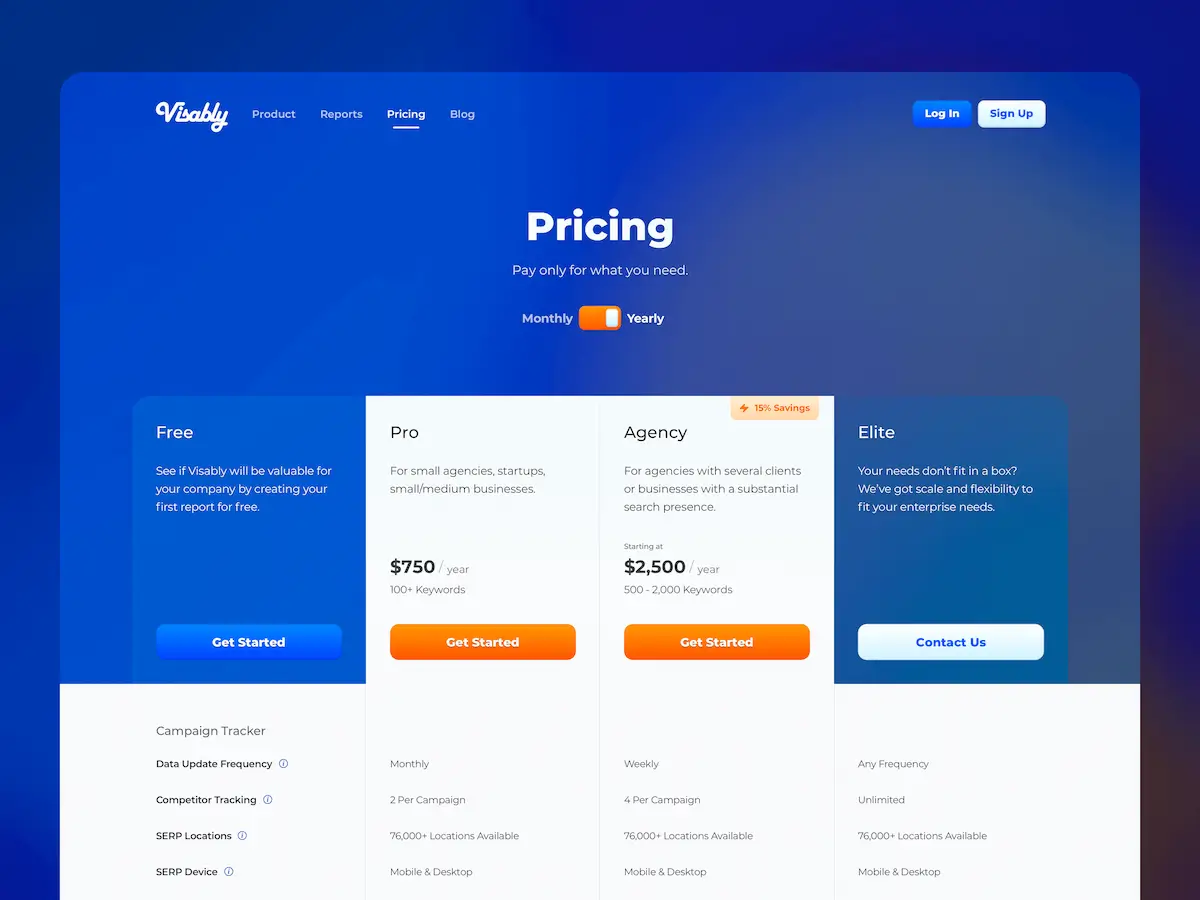 Visably
Product
Reports
Pricing
Blog
Log In
Sign Up
Pricing
Pay only for what you need.
Monthly
Yearly
Free
See if Visably will be valuable for
your company by creating your
first report for free.
Get Started
Pro
For small agencies, startups,
small/medium businesses.
$750 / year
100+ Keywords
Get Started
15% Savings
Agency
For agencies with several clients
or businesses with a substantial
search presence.
Starting at
$2,500 / year
500 - 2,000 Keywords
Get Started
Elite
Your needs don’t fit in a box?
We’ve got scale and flexibility to
fit your enterprise needs.
Contact Us
Campaign Tracker
Data Update Frequency Monthly Weekly Any Frequency
Competitor Tracking 2 Per Campaign 4 Per Campaign Unlimited
SERP Locations 76,000+ Locations Available 76,000+ Locations Available 76,000+ Locations Available
SERP Device Mobile & Desktop Mobile & Desktop Mobile & Desktop